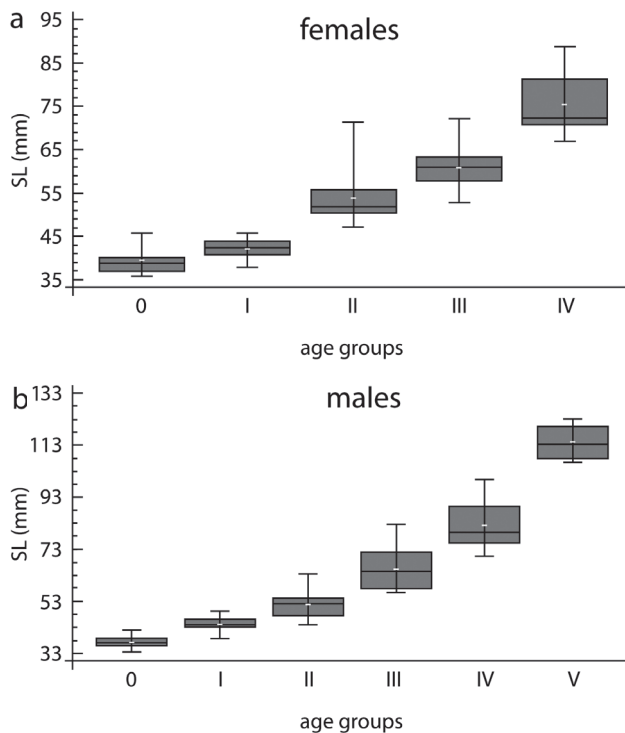 a
females
95
85
75
65
55
45
35
SL (mm)
0 I II III IV
age groups
b
males
133
113
93
73
53
33
SL (mm)
0 I II III IV V
age groups